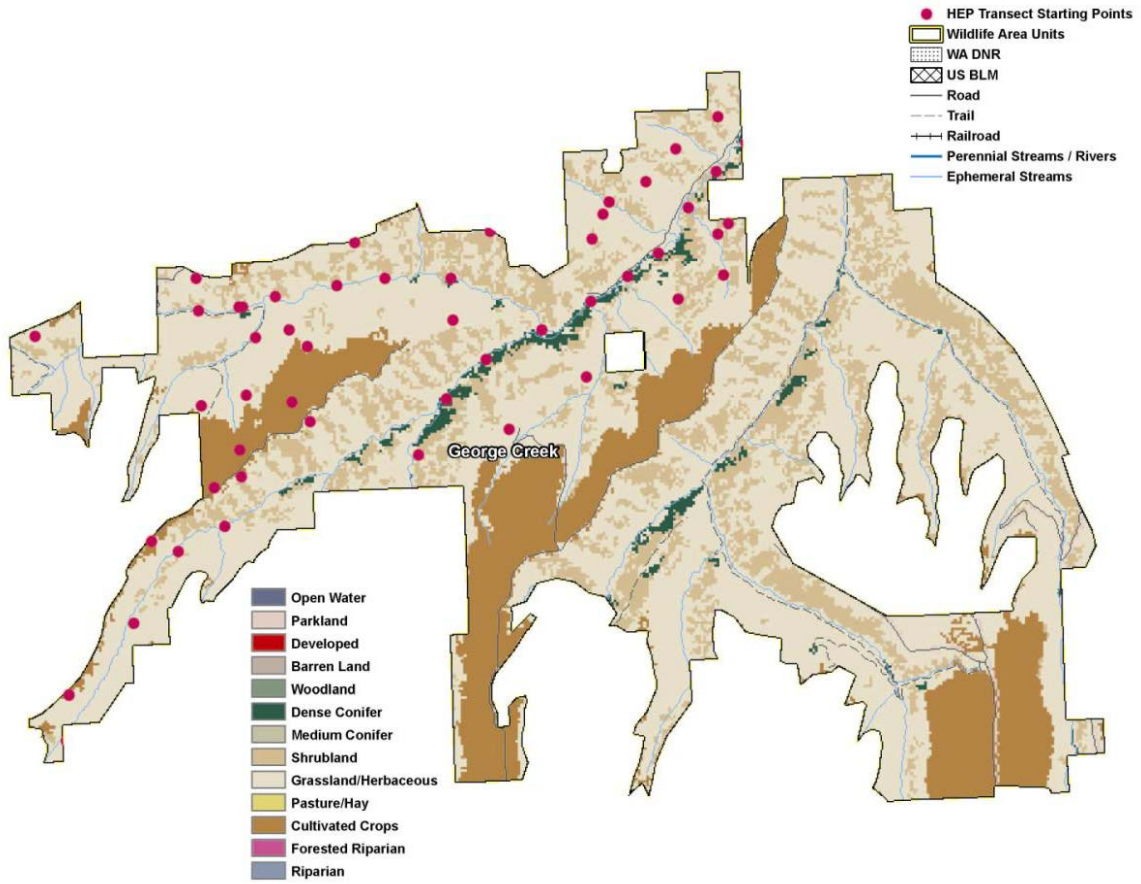 HEP Transect Starting Points
Wildlife Area Units
WA DNR
US BLM
Road
Trail
Railroad
Perennial Streams / Rivers
Ephemeral Streams
George Creek
Open Water
Parkland
Developed
Barren Land
Woodland
Dense Conifer
Medium Conifer
Shrubland
Grassland/Herbaceous
Pasture/Hay
Cultivated Crops
Forested Riparian
Riparian